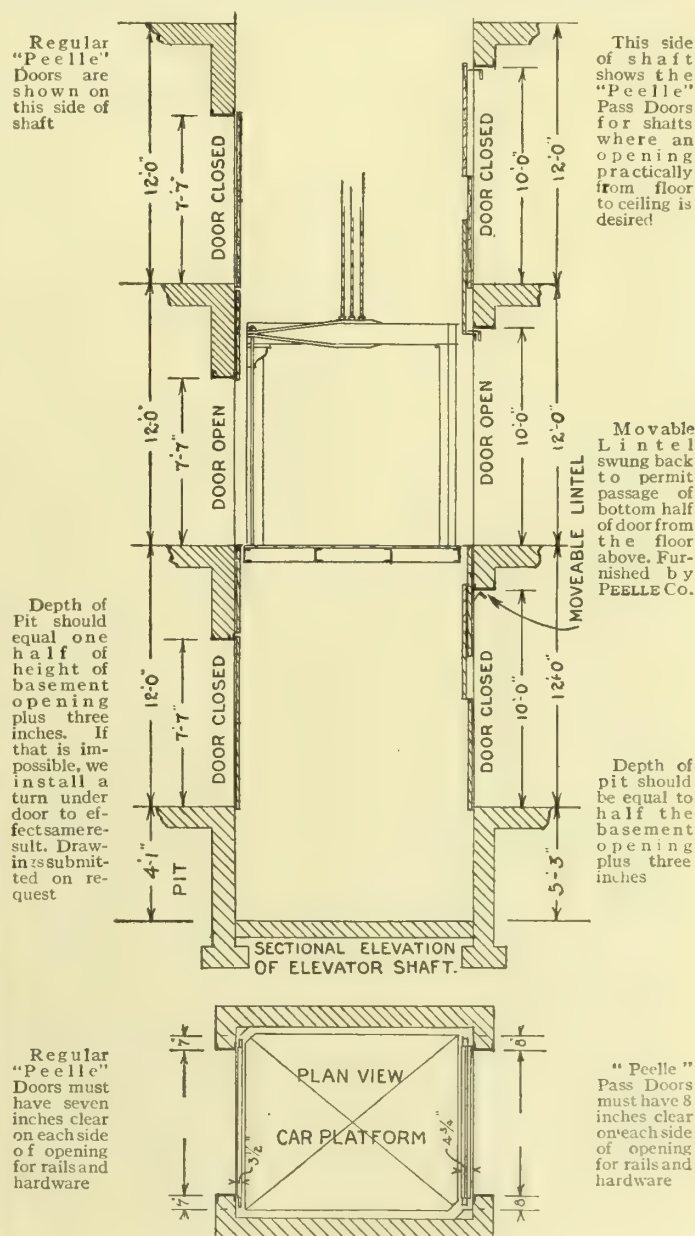 Regular
"Peelle"
Doors are
shown on
this side of
shaft
This side
of shaft
shows the
"Peelle"
Pass Doors
for shafts
where an
opening
practically
from floor
to ceiling is
desired
12'-0"
7'-7"
DOOR CLOSED
DOOR CLOSED
10'-0"
12'-0"
12'-0"
7'-7"
DOOR OPEN
DOOR OPEN
10'-0"
12'-0"
Movable
Lintel
swung back
to permit
passage of
bottom half
of door from
the floor
above. Fur-
nished by
PEELLE CO.
MOVEABLE LINTEL
Depth of
Pit should
equal one
half of
height of
basement
opening
plus three
inches. If
that is im-
possible, we
install a
turn under
door to ef-
fect same re-
sult. Draw-
ings submit-
ted on re-
quest
12'-0"
7'-7"
DOOR CLOSED
DOOR CLOSED
10'-0"
12'-0"
Depth of
pit should
be equal to
half the
basement
opening
plus three
inches
4'-1"
PIT
5'-3"
SECTIONAL ELEVATION
OF ELEVATOR SHAFT.
Regular
"Peelle"
Doors must
have seven
inches clear
on each side
of opening
for rails and
hardware
7"
7"
3 1/2"
PLAN VIEW
CAR PLATFORM
4 3/4"
8"
8"
"Peelle"
Pass Doors
must have 8
inches clear
on each side
of opening
for rails and
hardware